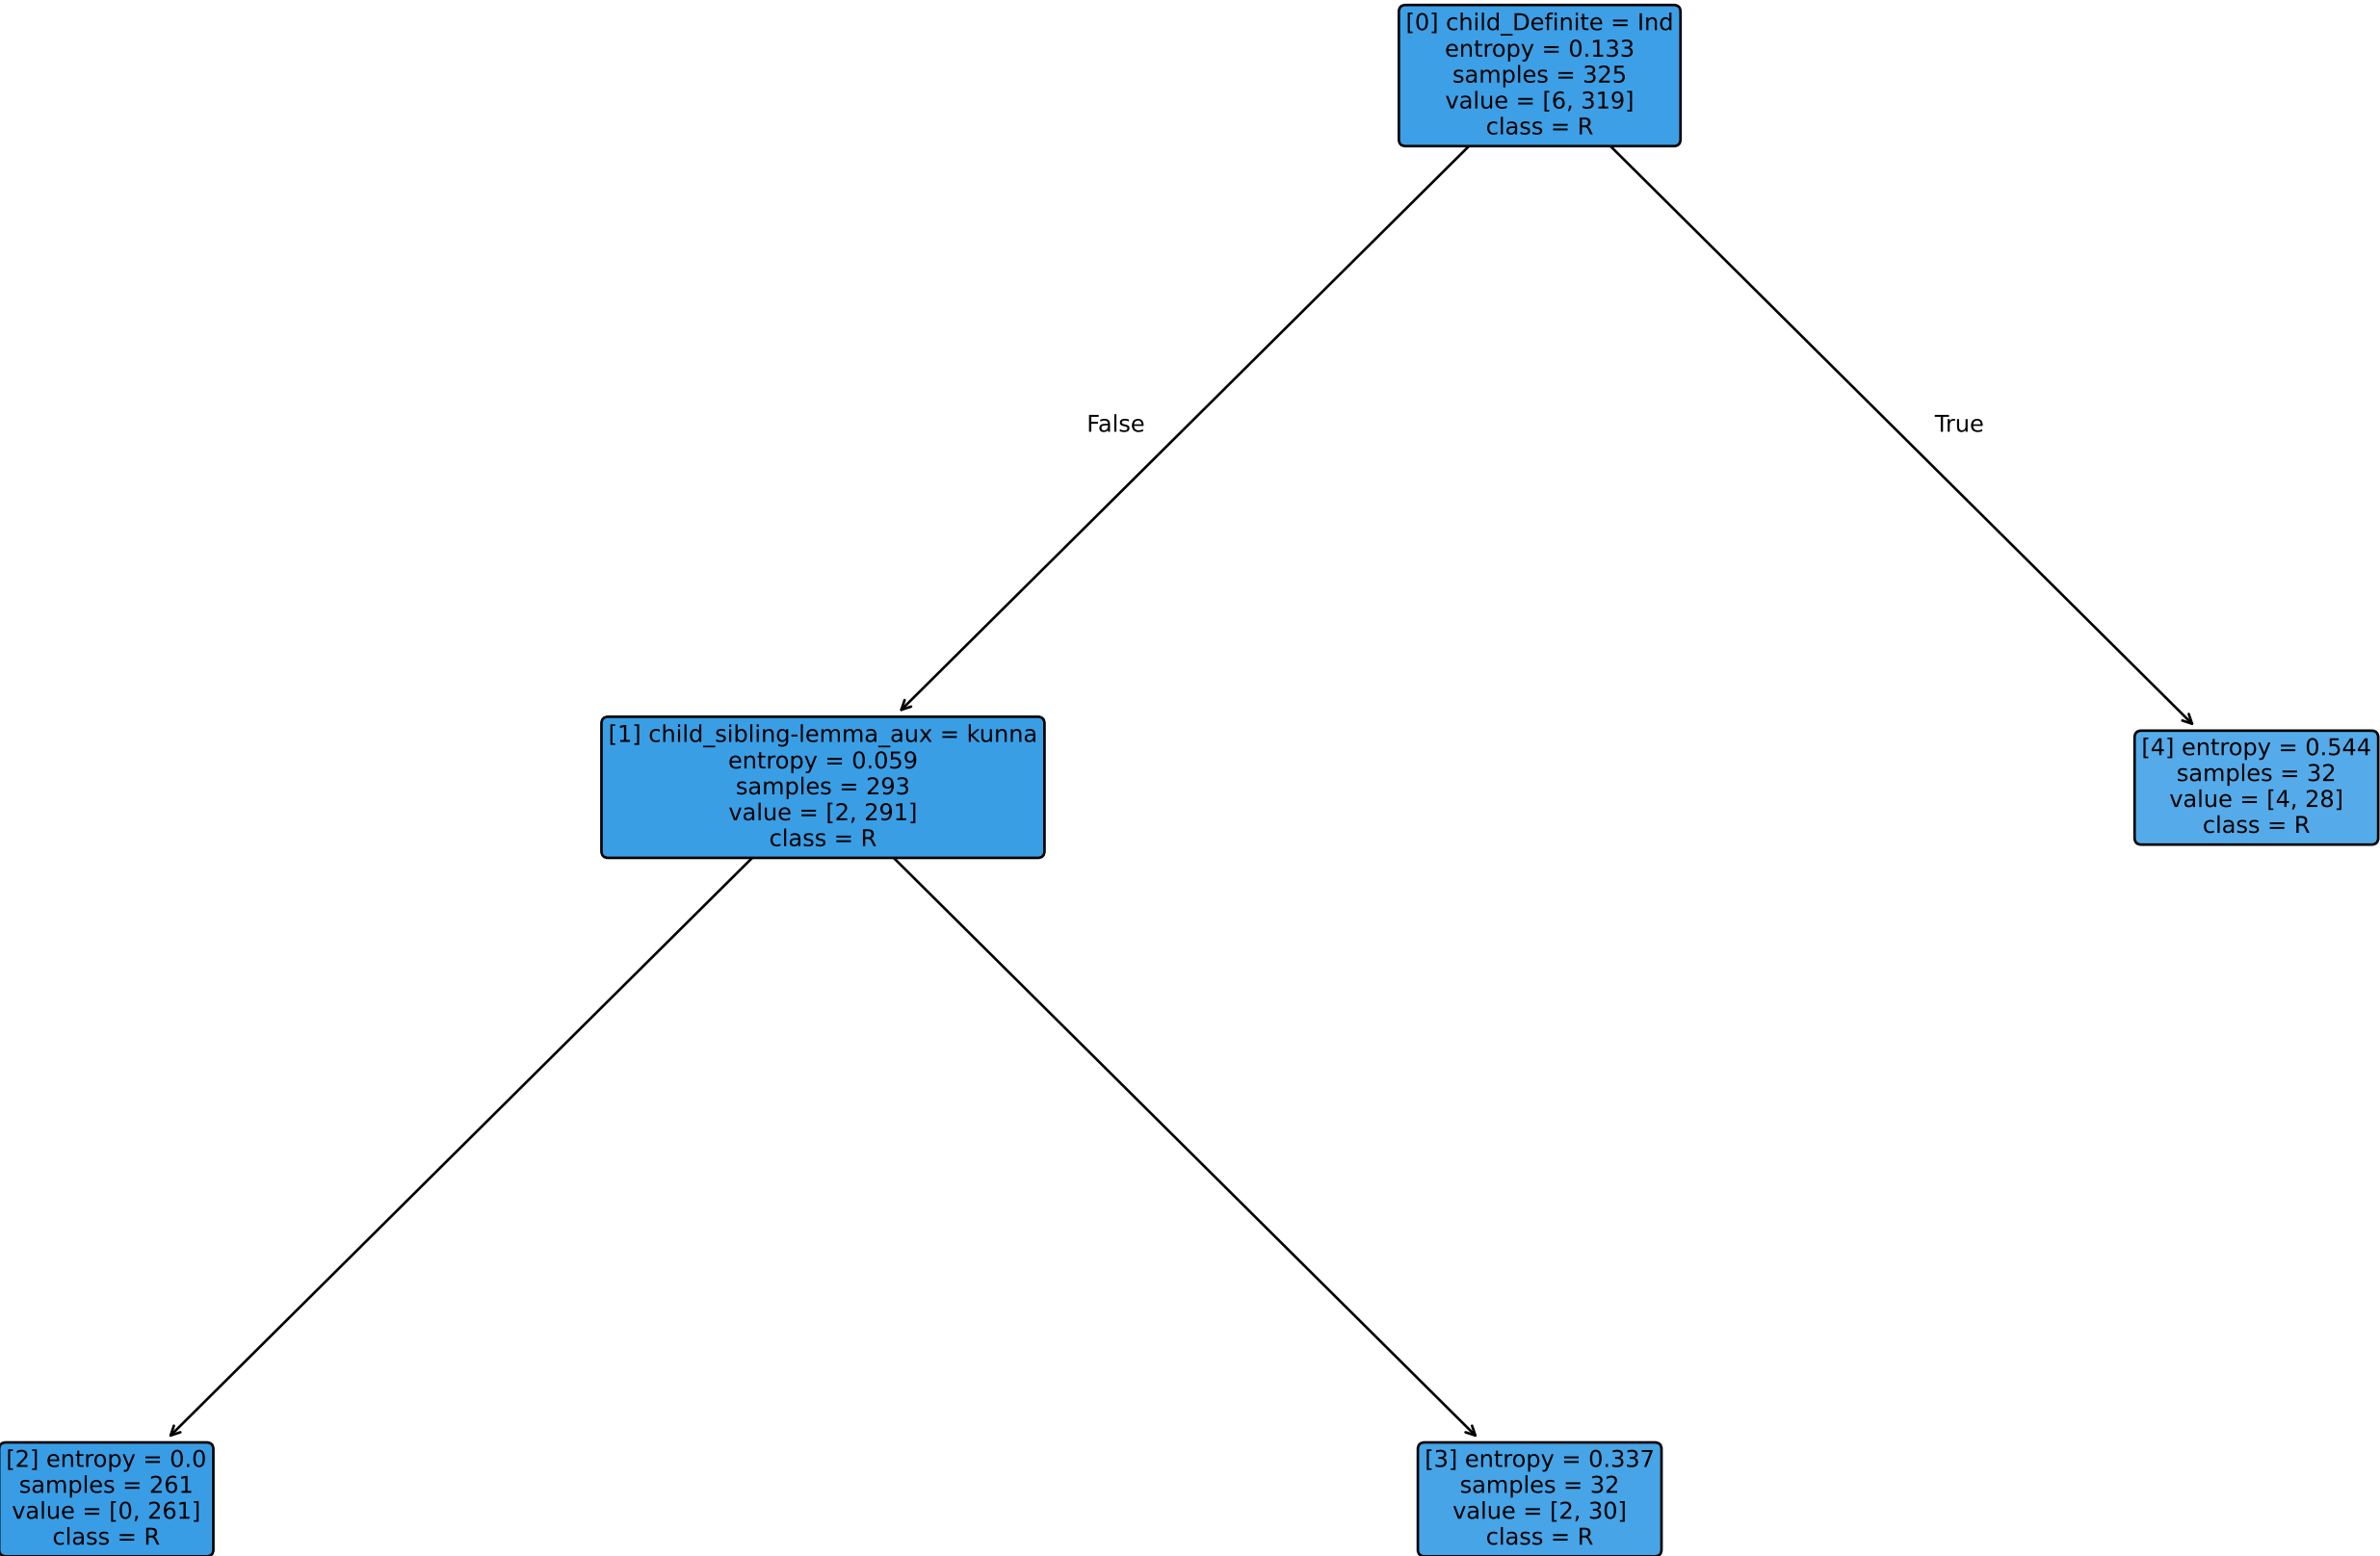 [0] child_Definite = Ind
entropy = 0.133
samples = 325
value = [6, 319]
class = R
False
True
[1] child_sibling-lemma_aux = kunna
entropy = 0.059
samples = 293
value = [2, 291]
class = R
[4] entropy = 0.544
samples = 32
value = [4, 28]
class = R
[2] entropy = 0.0
samples = 261
value = [0, 261]
class = R
[3] entropy = 0.337
samples = 32
value = [2, 30]
class = R